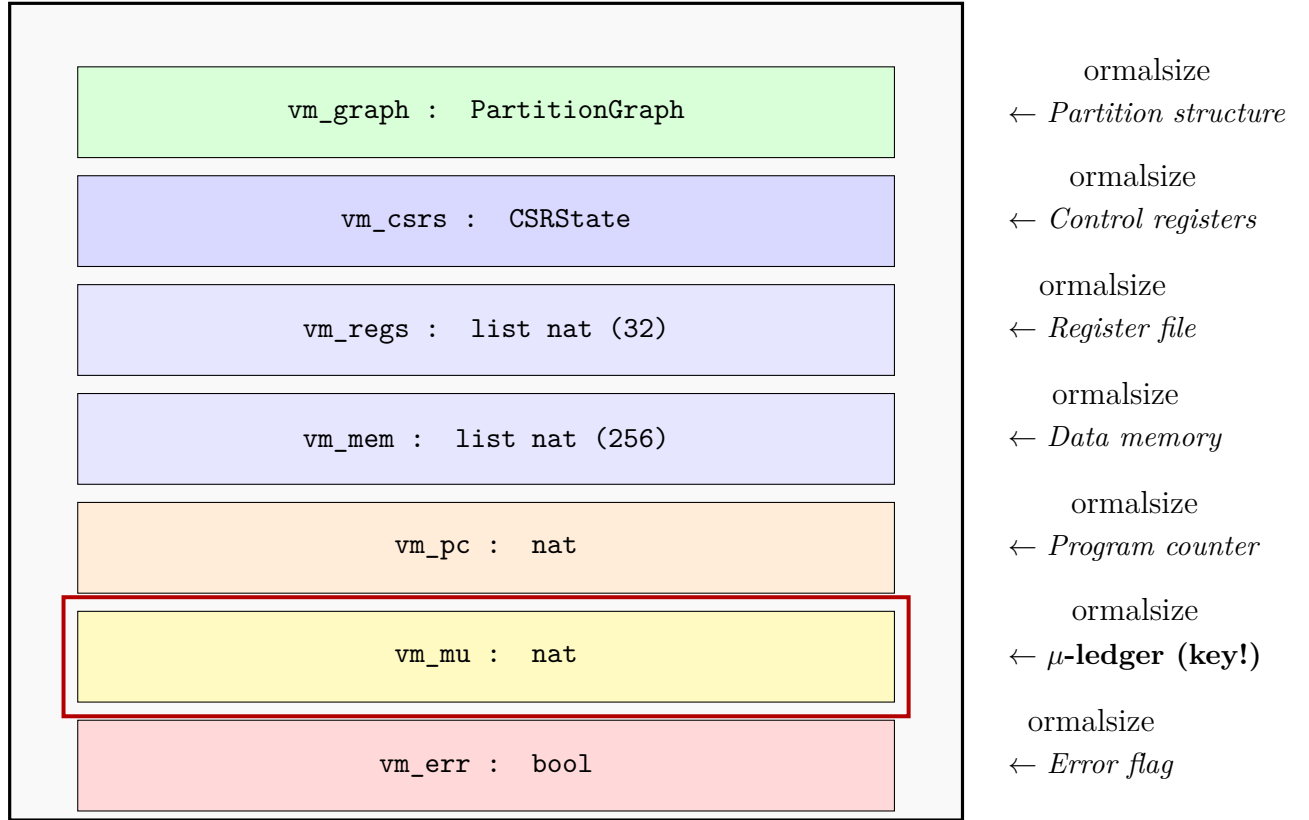 ormalsize
vm_graph : PartitionGraph
← Partition structure
ormalsize
vm_csrs : CSRState
← Control registers
ormalsize
vm_regs : list nat (32)
← Register file
ormalsize
vm_mem : list nat (256)
← Data memory
ormalsize
vm_pc : nat
← Program counter
ormalsize
vm_mu : nat
← μ-ledger (key!)
ormalsize
vm_err : bool
← Error flag